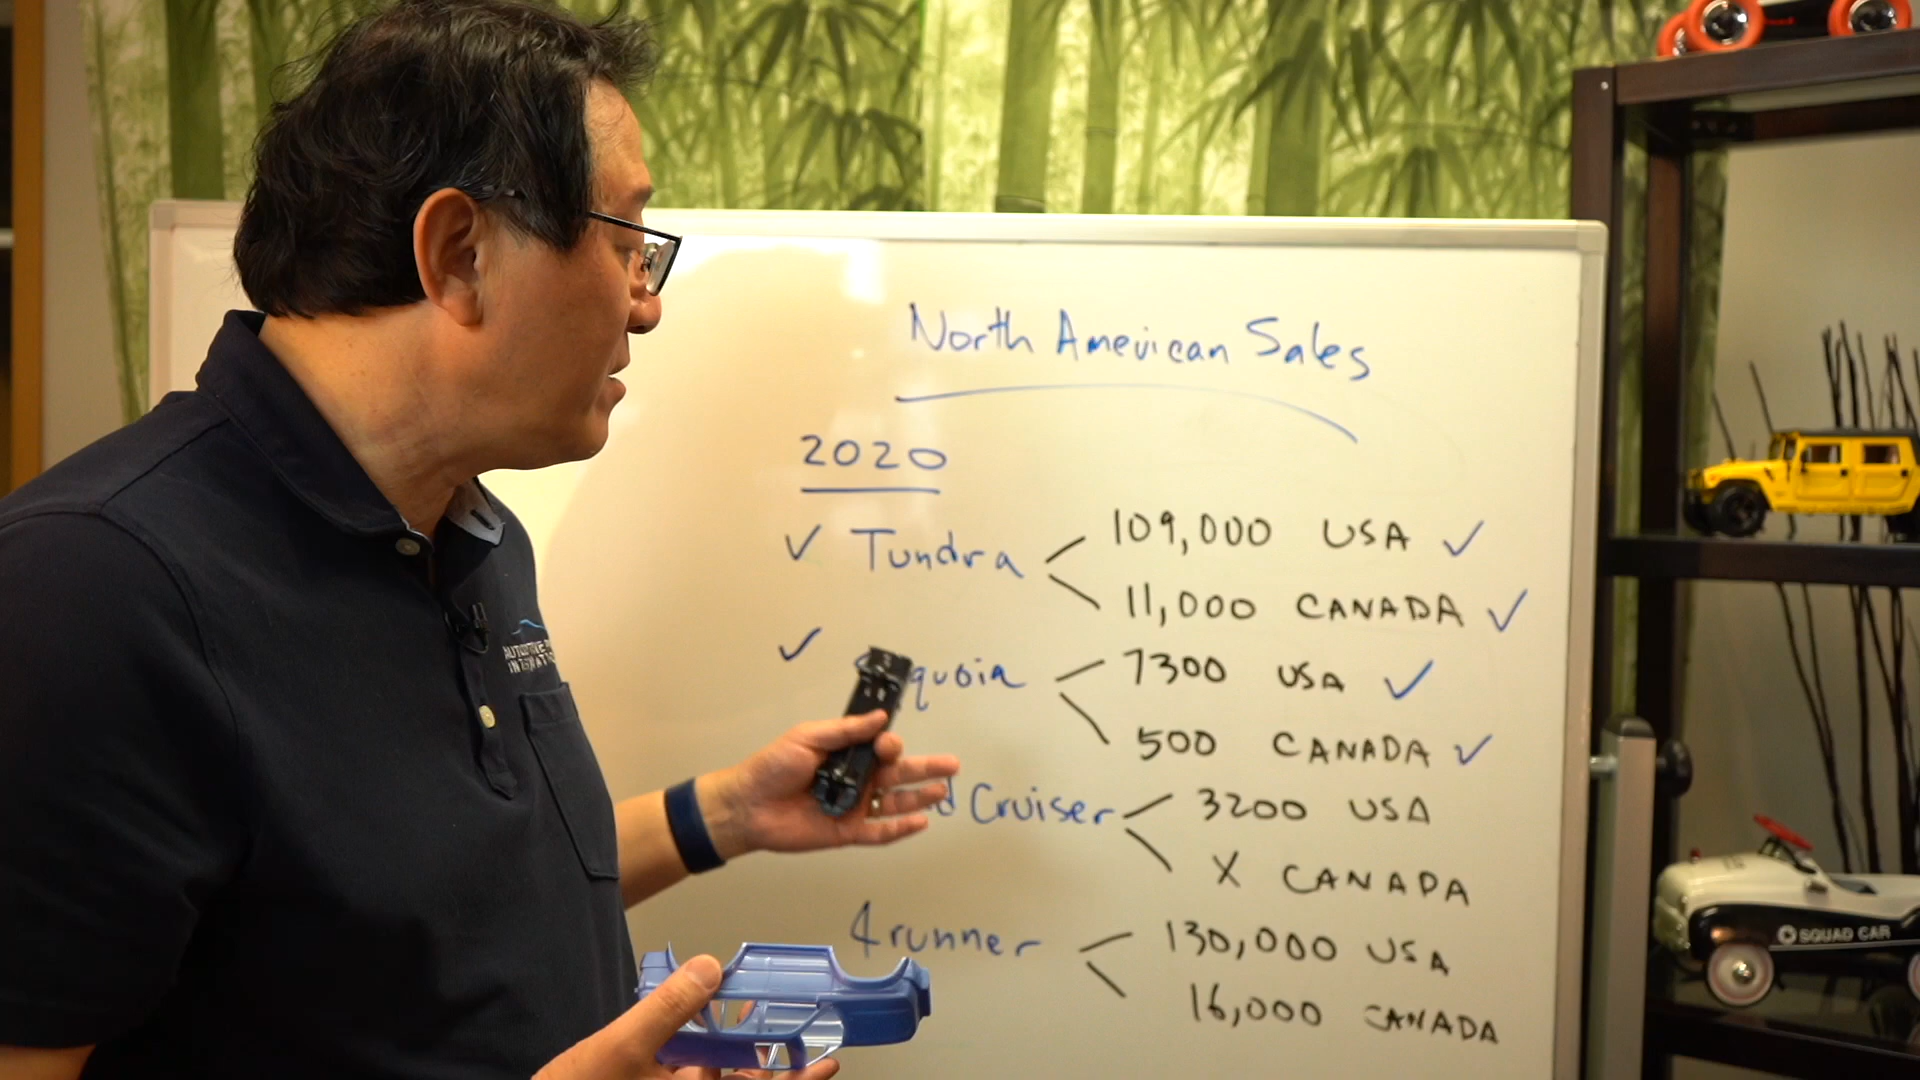 North American Sales
2020
✓ Tundra < 109,000 USA ✓
11,000 CANADA ✓
✓ quoia < 7300 USA ✓
500 CANADA ✓
d Cruiser < 3200 USA
X CANADA
4runner < 130,000 USA
16,000 CANADA
SQUAD CAR